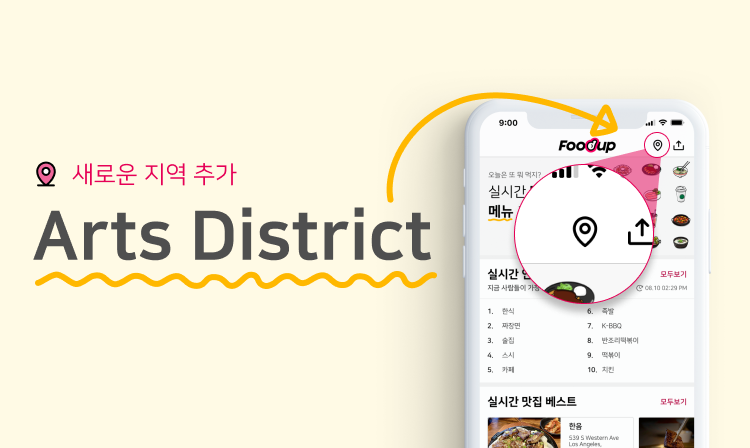 새로운 지역 추가
Arts District
9:00
Foodup
오늘은 또 뭐 먹지?
실시간
메뉴
실시간
모두보기
지금 사람들이 가장
08.10 02:29 PM
1. 한식
2. 짜장면
3. 술집
4. 스시
5. 카페
6. 족발
7. K-BBQ
8. 반조리떡볶이
9. 떡볶이
10. 치킨
실시간 맛집 베스트
모두보기
한음
539 S Western Ave
Los Angeles,